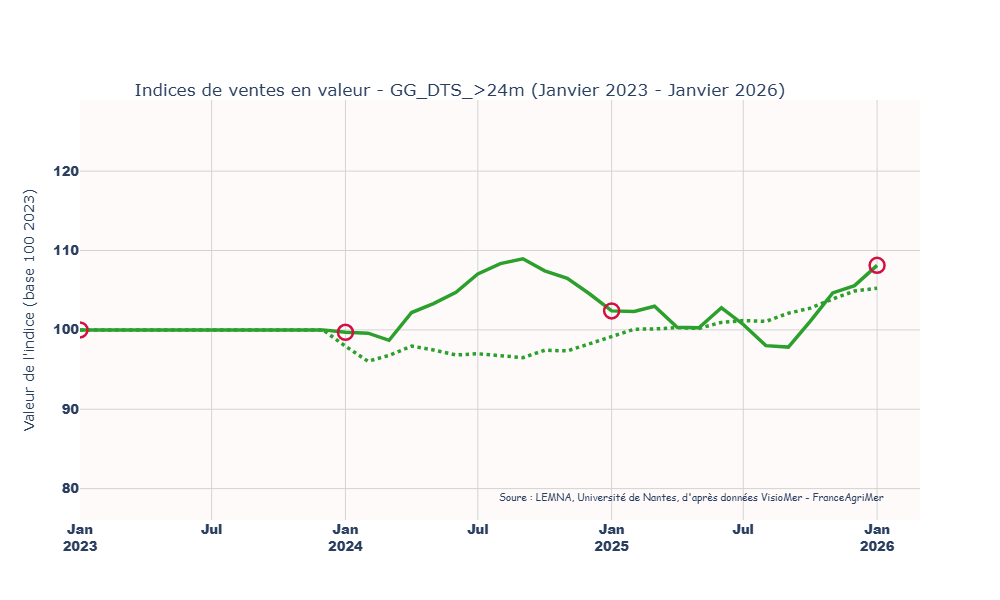 Indices de ventes en valeur - GG_DTS_>24m (Janvier 2023 - Janvier 2026)
Valeur de l'Indice (base 100 2023)
120
110
100
90
80
Soure : LEMNA, Université de Nantes, d'après données VisioMer - FranceAgriMer
Jan Jul Jan Jul Jan Jul Jan
2023 2024 2025 2026